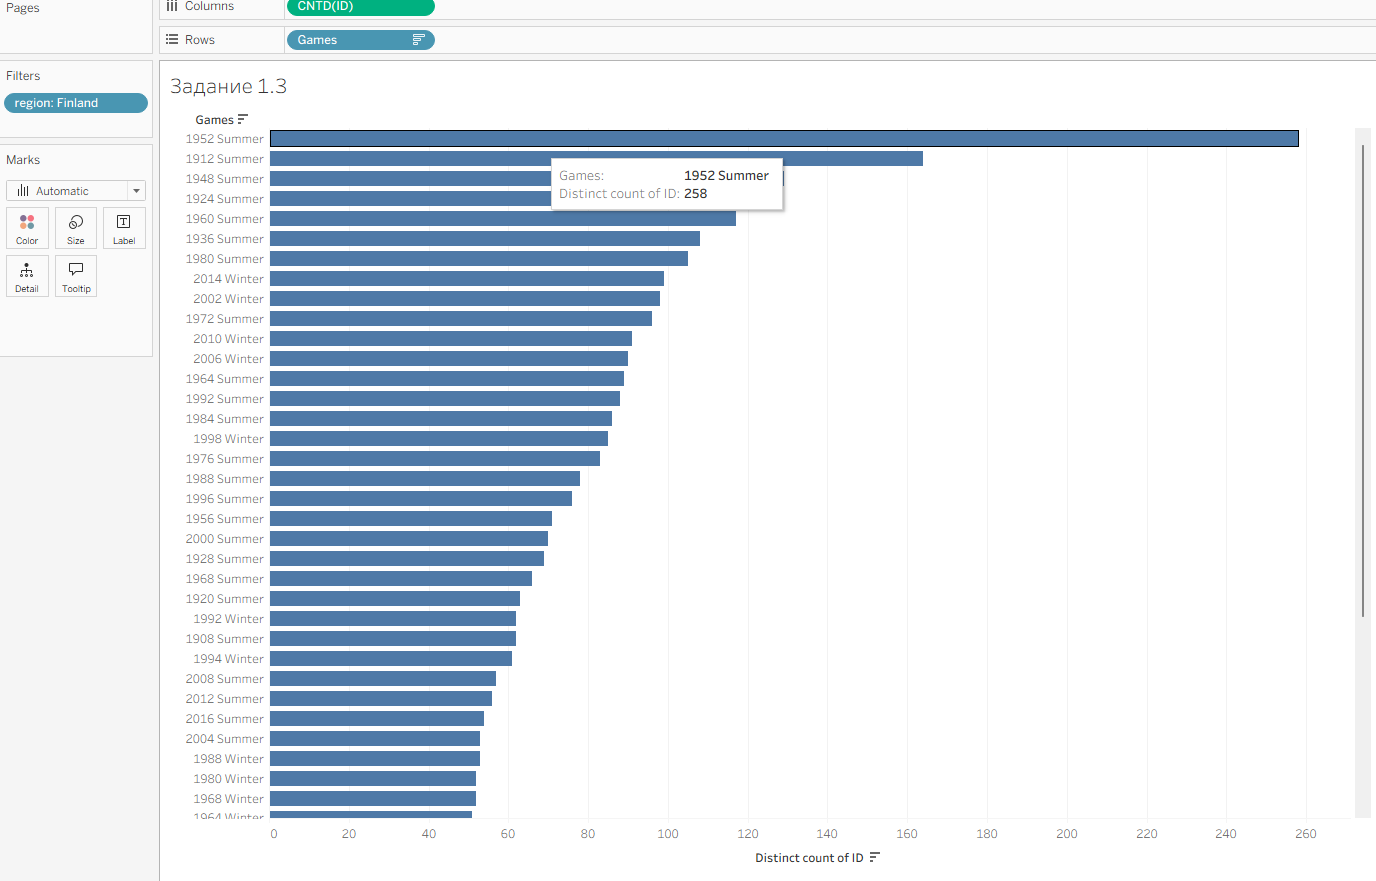 Pages
Columns
CNTD(ID)
Rows
Games
Filters
region: Finland
Marks
Automatic
Color
Size
Label
Detail
Tooltip
Задание 1.3
Games
1952 Summer
1912 Summer
1948 Summer
1924 Summer
1960 Summer
1936 Summer
1980 Summer
2014 Winter
2002 Winter
1972 Summer
2010 Winter
2006 Winter
1964 Summer
1992 Summer
1984 Summer
1998 Winter
1976 Summer
1988 Summer
1996 Summer
1956 Summer
2000 Summer
1928 Summer
1968 Summer
1920 Summer
1992 Winter
1908 Summer
1994 Winter
2008 Summer
2012 Summer
2016 Summer
2004 Summer
1988 Winter
1980 Winter
1968 Winter
1964 Winter
Games: 1952 Summer
Distinct count of ID: 258
0 20 40 60 80 100 120 140 160 180 200 220 240 260
Distinct count of ID